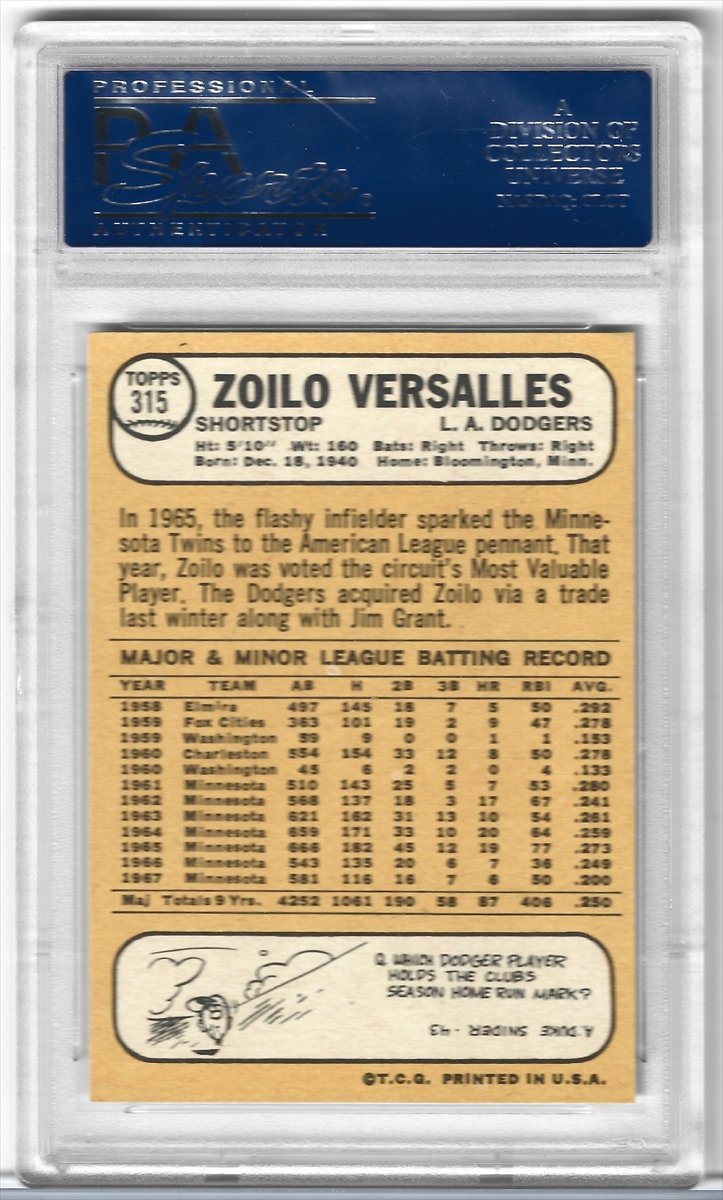 PROFESSIONAL
PSA
Sports
AUTHENTICATOR
A
DIVISION OF
COLLECTORS
UNIVERSE
NASDAQ: CLCT
TOPPS
315
ZOILO VERSALLES
SHORTSTOP L. A. DODGERS
Ht: 5'10" Wt: 160 Bats: Right Throws: Right
Born: Dec. 18, 1940 Home: Bloomington, Minn.
In 1965, the flashy infielder sparked the Minne-
sota Twins to the American League pennant. That
year, Zoilo was voted the circuit's Most Valuable
Player. The Dodgers acquired Zoilo via a trade
last winter along with Jim Grant.
MAJOR & MINOR LEAGUE BATTING RECORD
YEAR TEAM AB H 2B 3B HR RBI AVG.
1958 Elmira 497 145 18 7 5 50 .292
1959 Fox Cities 363 101 19 2 9 47 .278
1959 Washington 59 9 0 0 1 1 .153
1960 Charleston 554 154 33 12 8 50 .278
1960 Washington 45 6 2 2 0 4 .133
1961 Minnesota 510 143 25 5 7 53 .280
1962 Minnesota 568 137 18 3 17 67 .241
1963 Minnesota 621 162 31 13 10 54 .261
1964 Minnesota 659 171 33 10 20 64 .259
1965 Minnesota 666 182 45 12 19 77 .273
1966 Minnesota 543 135 20 6 7 36 .249
1967 Minnesota 581 116 16 7 6 50 .200
Maj Totals 9 Yrs. 4252 1061 190 58 87 406 .250
Q. WHICH DODGER PLAYER
HOLDS THE CLUBS
SEASON HOME RUN MARK?
A. DUKE SNIDER - 43
©T.C.G. PRINTED IN U.S.A.